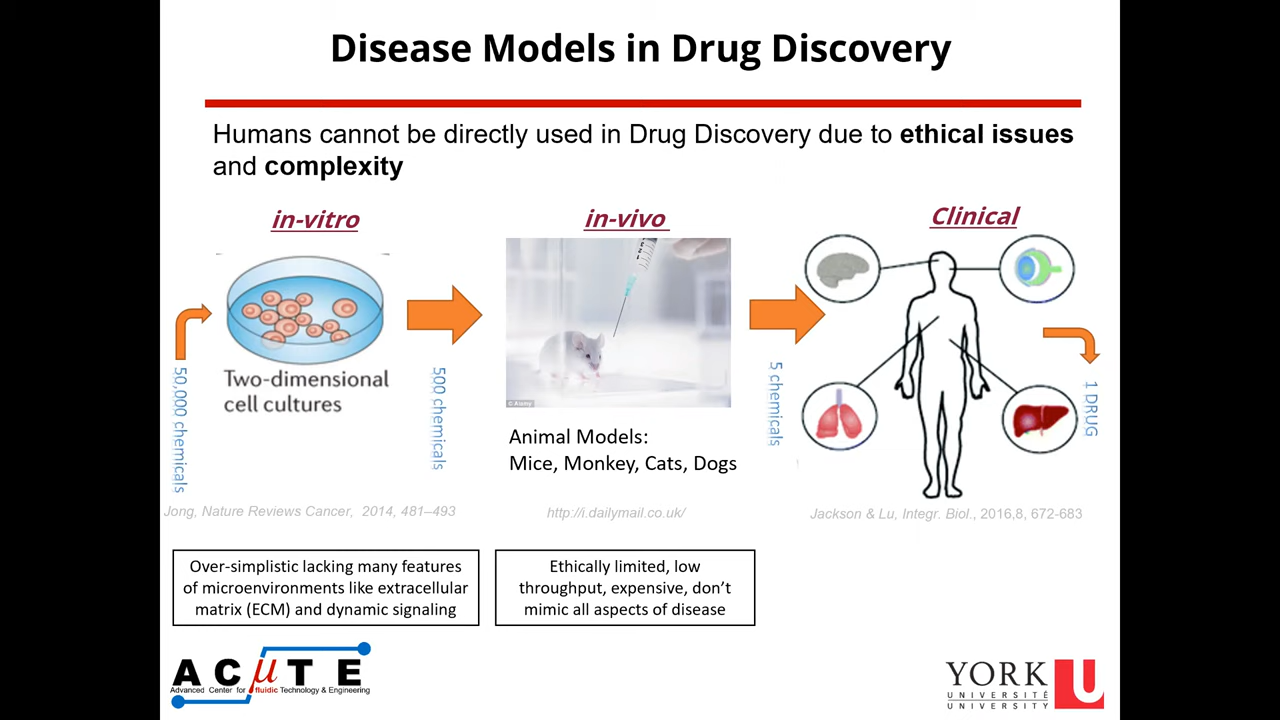 Disease Models in Drug Discovery
Humans cannot be directly used in Drug Discovery due to ethical issues
and complexity
in-vitro
in-vivo
Clinical
50,000 chemicals
Two-dimensional
cell cultures
500 chemicals
© Alamy
Animal Models:
Mice, Monkey, Cats, Dogs
5 chemicals
1 DRUG
Jong, Nature Reviews Cancer, 2014, 481–493
http://i.dailymail.co.uk/
Jackson & Lu, Integr. Biol., 2016,8, 672-683
Over-simplistic lacking many features
of microenvironments like extracellular
matrix (ECM) and dynamic signaling
Ethically limited, low
throughput, expensive, don't
mimic all aspects of disease
ACµTE
Advanced Center for µfluidic Technology & Engineering
YORK U
UNIVERSITÉ
UNIVERSITY